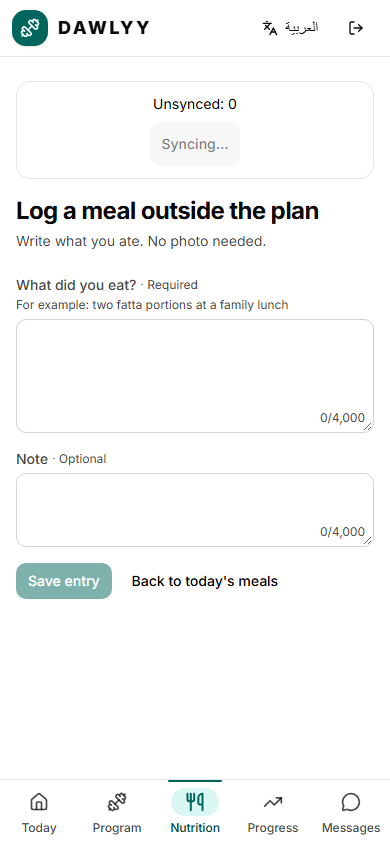 DAWLYY
العربية
Unsynced: 0
Syncing...
Log a meal outside the plan
Write what you ate. No photo needed.
What did you eat? · Required
For example: two fatta portions at a family lunch
0/4,000
Note · Optional
0/4,000
Save entry
Back to today's meals
Today
Program
Nutrition
Progress
Messages